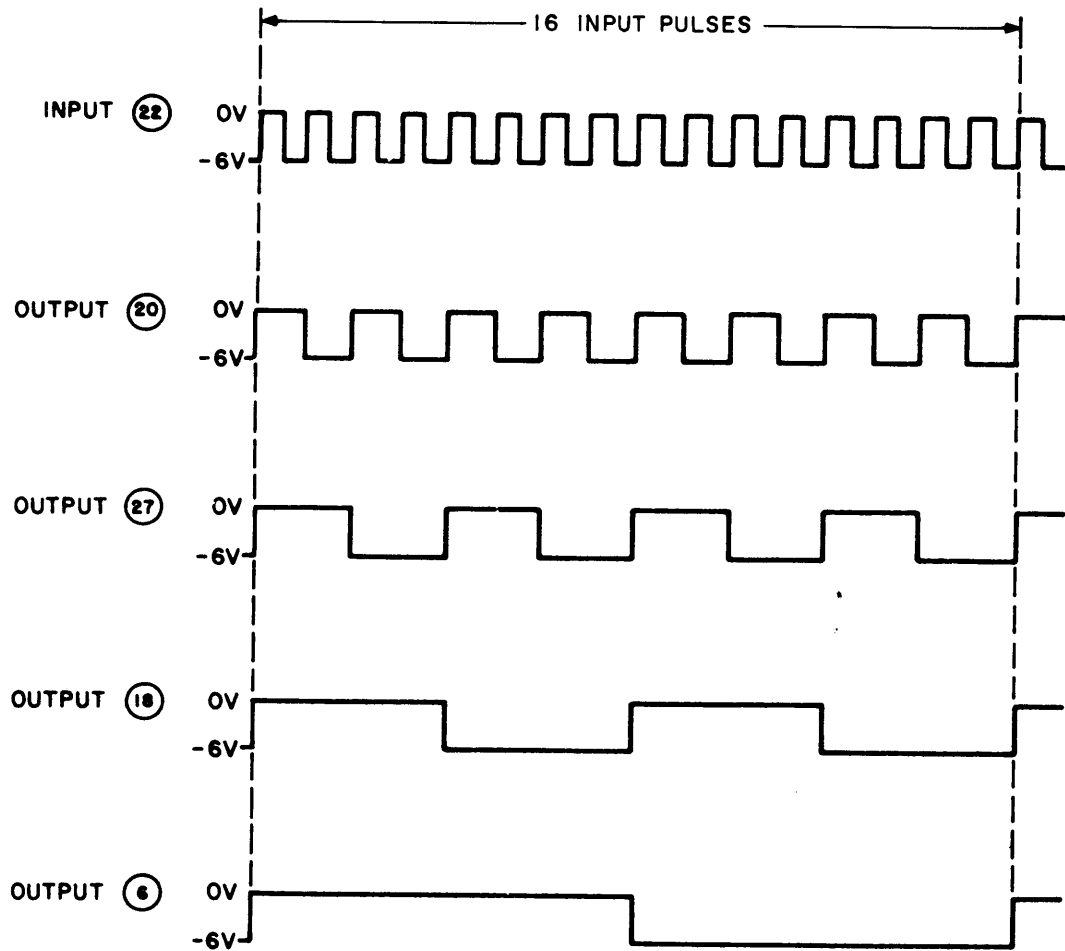 16 INPUT PULSES
INPUT 22 0V
-6V
OUTPUT 20 0V
-6V
OUTPUT 27 0V
-6V
OUTPUT 18 0V
-6V
OUTPUT 6 0V
-6V